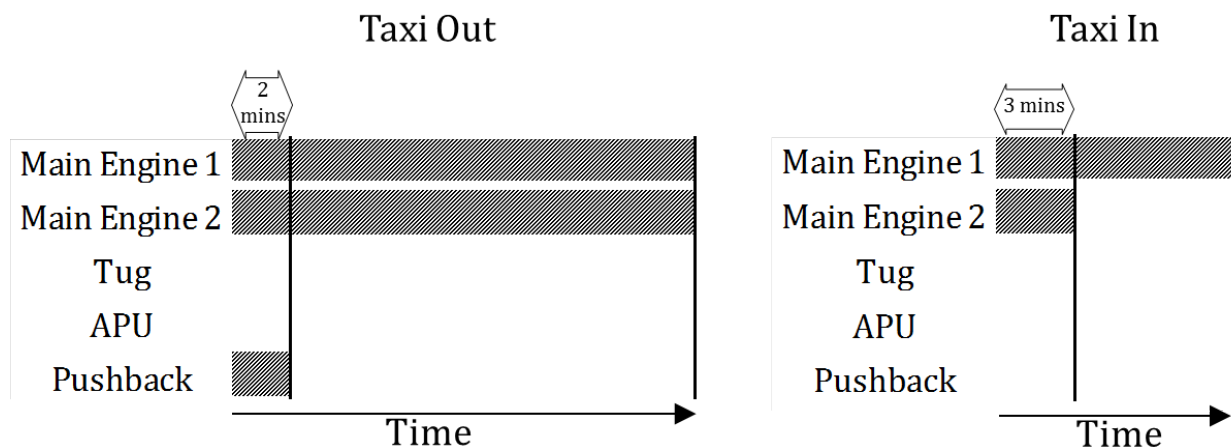 Taxi Out
2
mins
Main Engine 1
Main Engine 2
Tug
APU
Pushback
Time
Taxi In
3 mins
Main Engine 1
Main Engine 2
Tug
APU
Pushback
Time